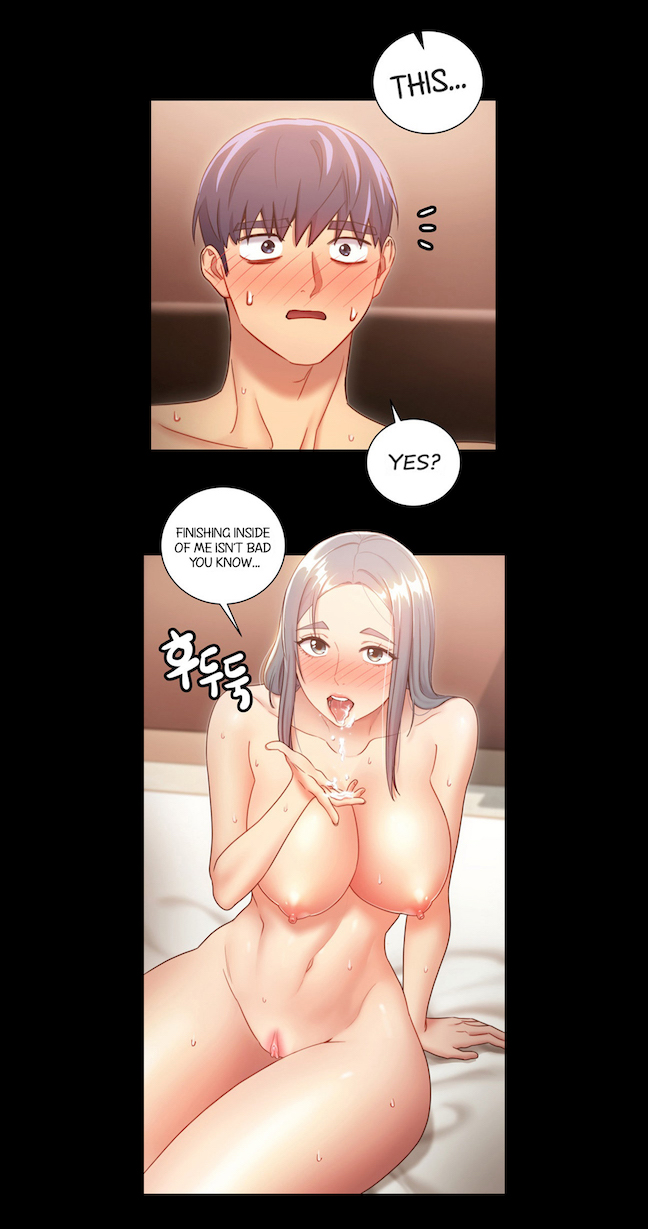 THIS...
YES?
FINISHING INSIDE
OF ME ISN'T BAD
YOU KNOW...
후두둑